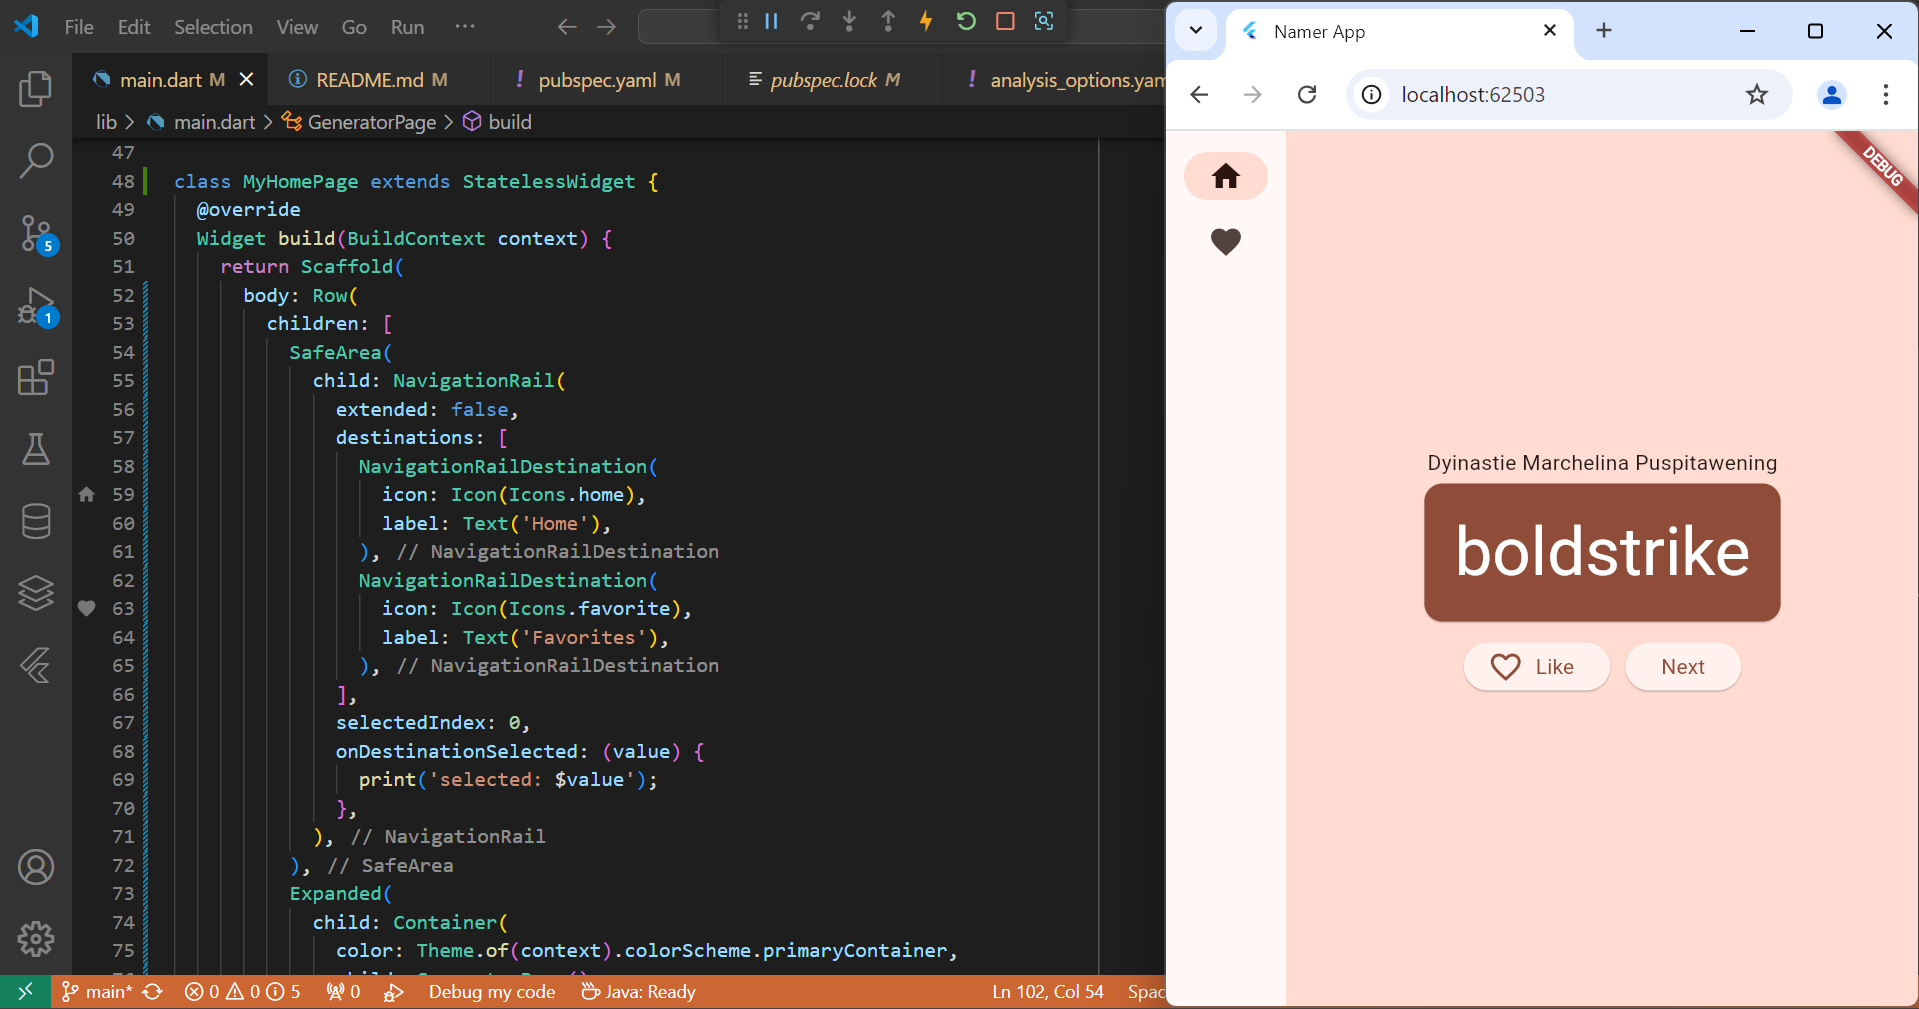 File Edit Selection View Go Run ···
main.dart M README.md M pubspec.yaml M pubspec.lock M analysis_options.yam
lib > main.dart > GeneratorPage > build
47
48 class MyHomePage extends StatelessWidget {
49 @override
50 Widget build(BuildContext context) {
51 return Scaffold(
52 body: Row(
53 children: [
54 SafeArea(
55 child: NavigationRail(
56 extended: false,
57 destinations: [
58 NavigationRailDestination(
59 icon: Icon(Icons.home),
60 label: Text('Home'),
61 ), // NavigationRailDestination
62 NavigationRailDestination(
63 icon: Icon(Icons.favorite),
64 label: Text('Favorites'),
65 ), // NavigationRailDestination
66 ],
67 selectedIndex: 0,
68 onDestinationSelected: (value) {
69 print('selected: $value');
70 },
71 ), // NavigationRail
72 ), // SafeArea
73 Expanded(
74 child: Container(
75 color: Theme.of(context).colorScheme.primaryContainer,
5
1
main* 0 0 5 0 Debug my code Java: Ready Ln 102, Col 54 Spac
Namer App
localhost:62503
DEBUG
Dyinastie Marchelina Puspitawening
boldstrike
Like Next